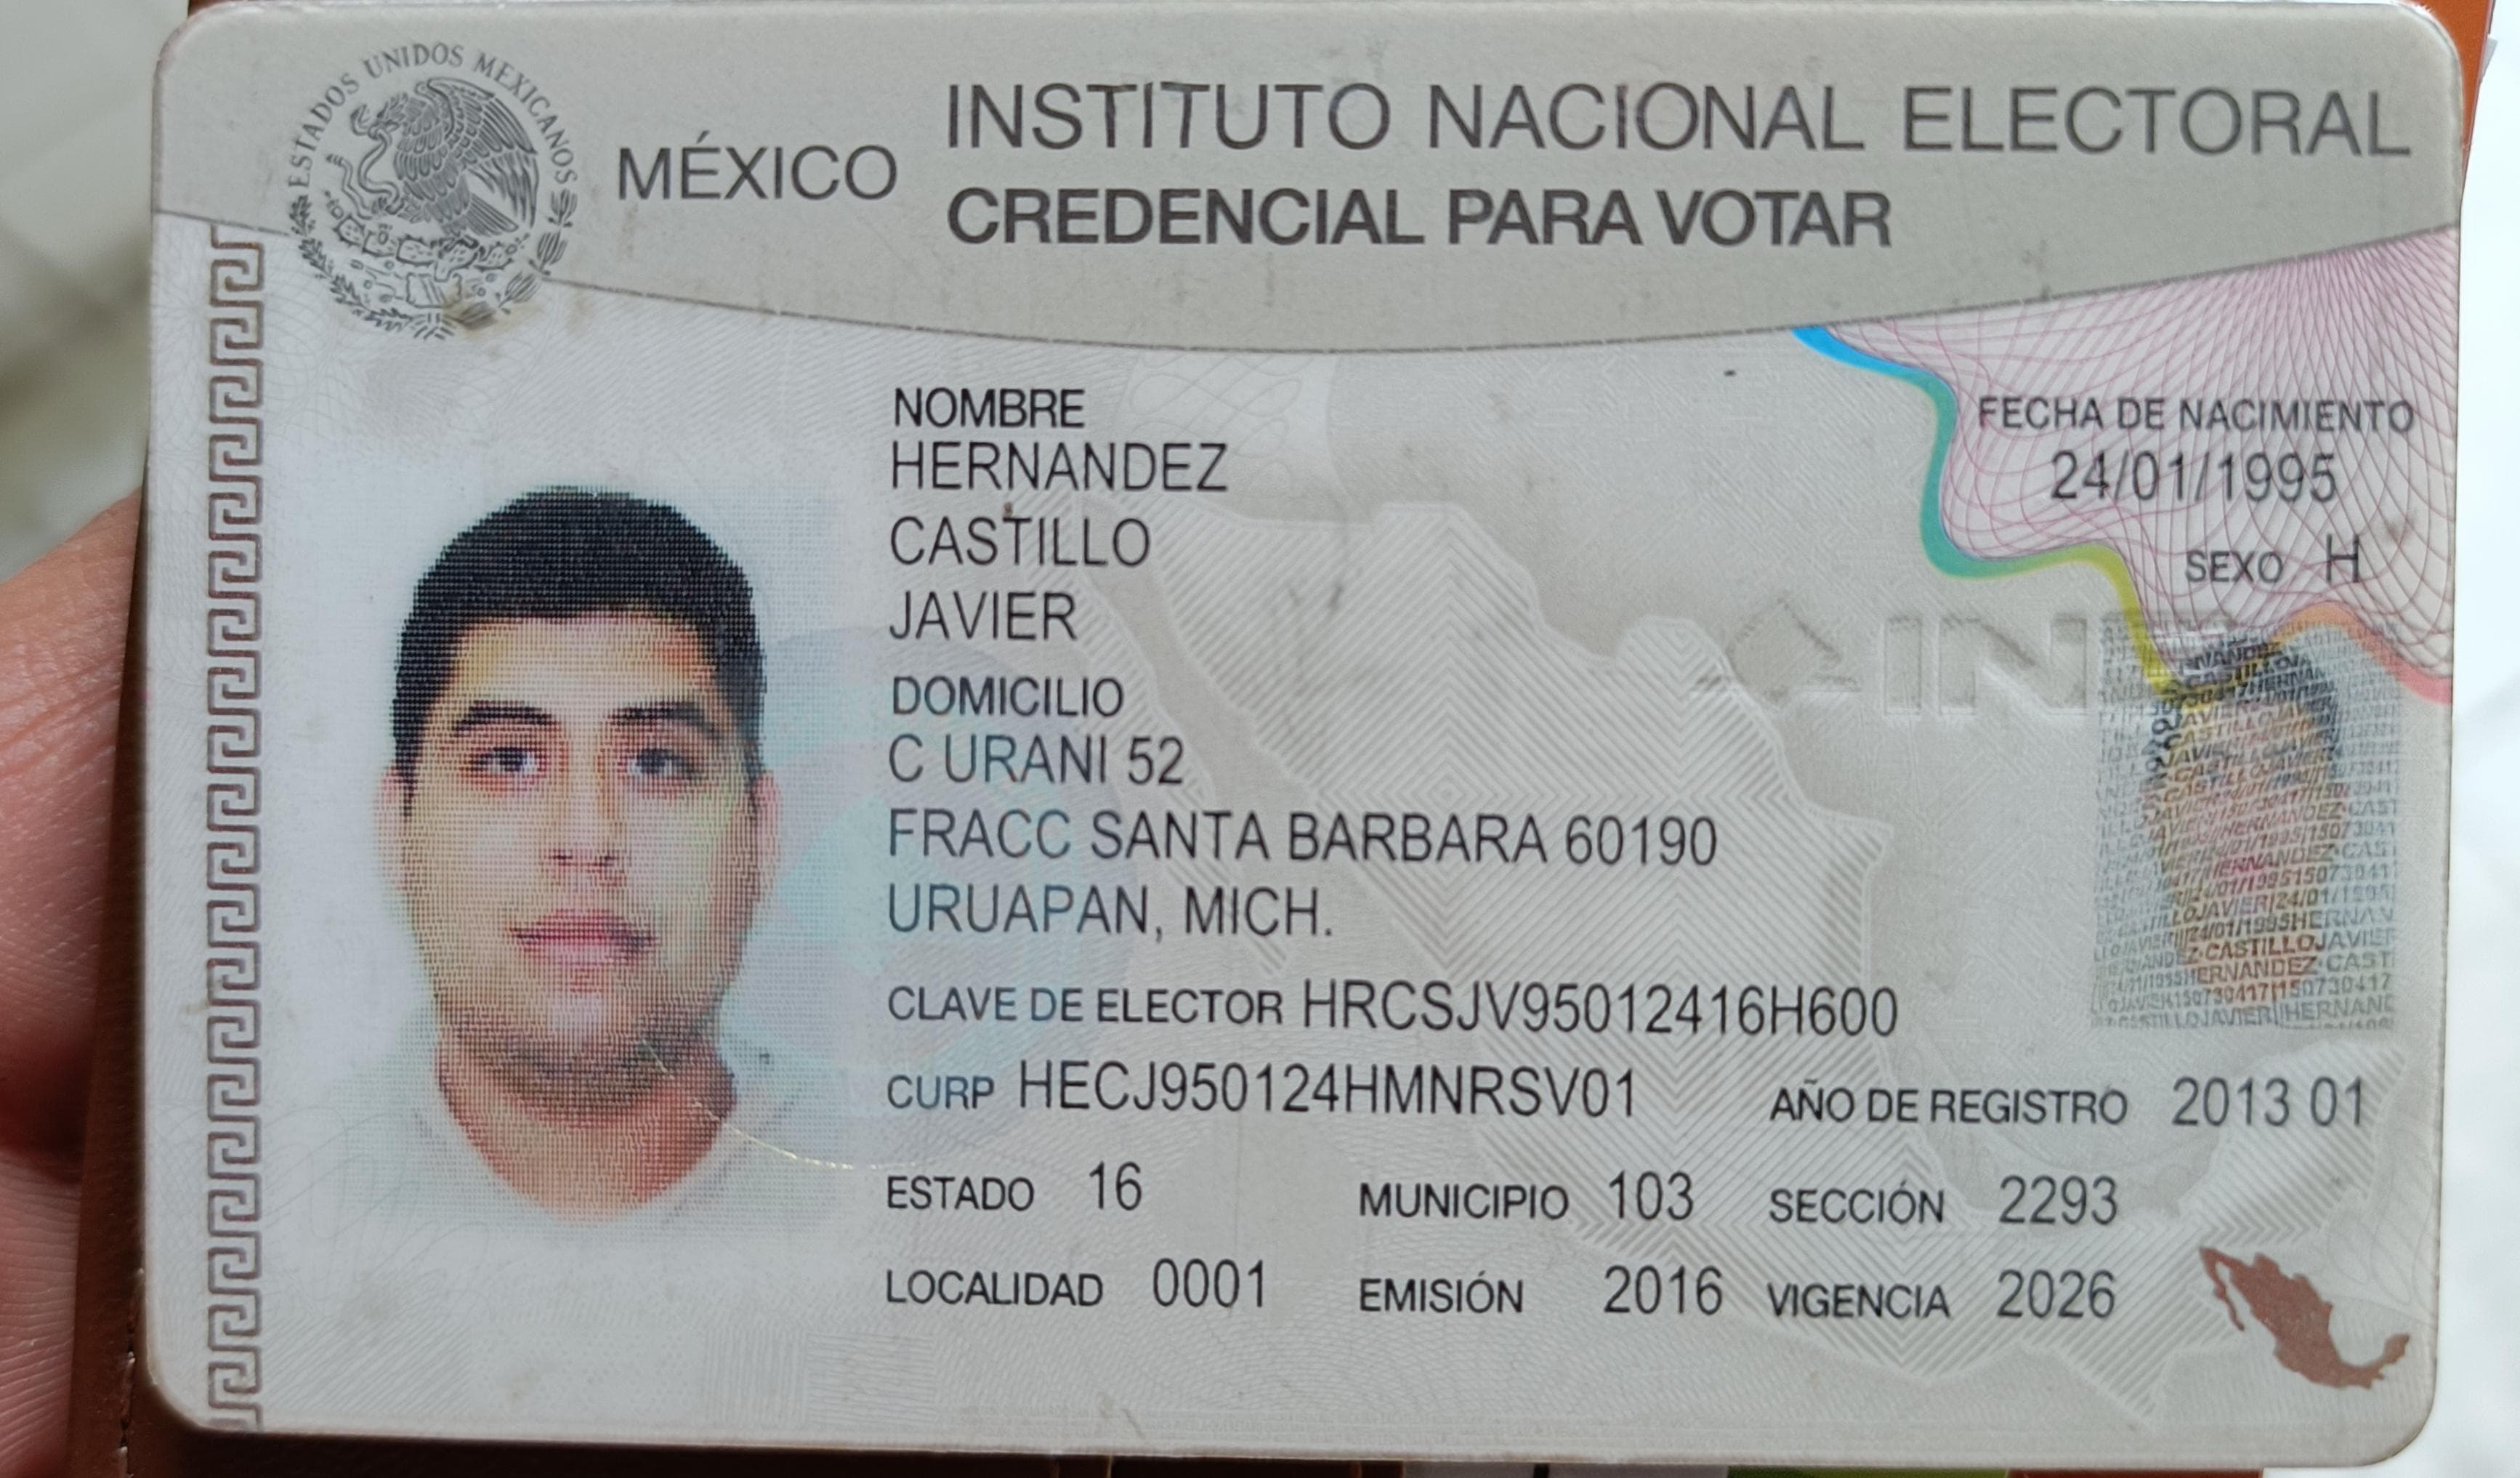 ESTADOS UNIDOS MEXICANOS
MÉXICO
INSTITUTO NACIONAL ELECTORAL
CREDENCIAL PARA VOTAR
NOMBRE
HERNANDEZ
CASTILLO
JAVIER
FECHA DE NACIMIENTO
24/01/1995
SEXO H
DOMICILIO
C URANI 52
FRACC SANTA BARBARA 60190
URUAPAN, MICH.
CLAVE DE ELECTOR HRCSJV95012416H600
CURP HECJ950124HMNRSV01 AÑO DE REGISTRO 2013 01
ESTADO 16 MUNICIPIO 103 SECCIÓN 2293
LOCALIDAD 0001 EMISIÓN 2016 VIGENCIA 2026